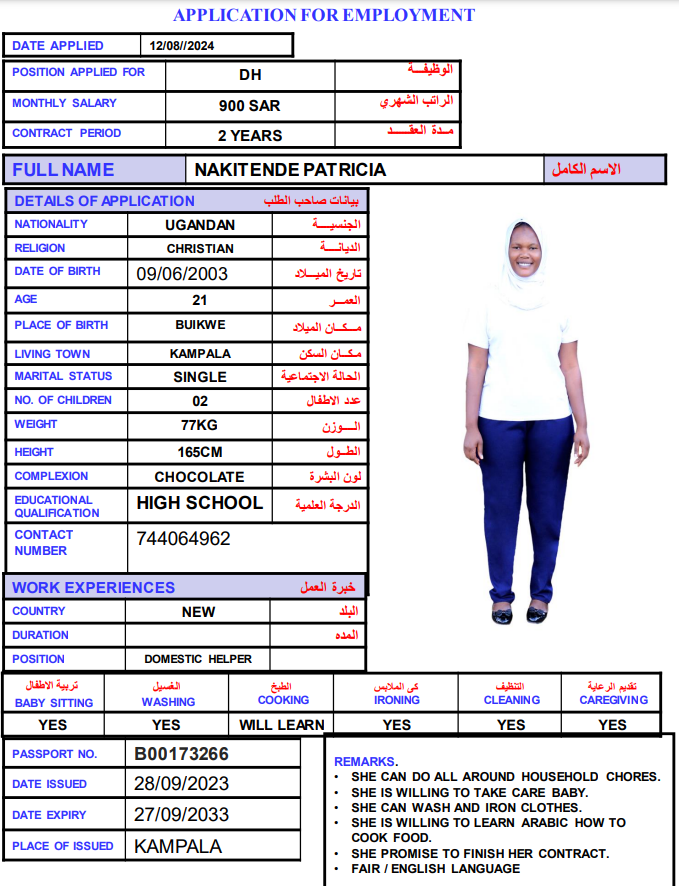 APPLICATION FOR EMPLOYMENT
DATE APPLIED 12/08//2024
POSITION APPLIED FOR DH الوظيفــــة
MONTHLY SALARY 900 SAR الراتب الشهري
CONTRACT PERIOD 2 YEARS مــدة العقــــد
FULL NAME NAKITENDE PATRICIA الاسم الكامل
DETAILS OF APPLICATION بيانات صاحب الطلب
NATIONALITY UGANDAN الجنسيـــة
RELIGION CHRISTIAN الديانـــة
DATE OF BIRTH 09/06/2003 تاريخ الميـــلاد
AGE 21 العمـــر
PLACE OF BIRTH BUIKWE مكــان الميلاد
LIVING TOWN KAMPALA مكــان السكن
MARITAL STATUS SINGLE الحالة الاجتماعية
NO. OF CHILDREN 02 عدد الاطفال
WEIGHT 77KG الــــوزن
HEIGHT 165CM الطــول
COMPLEXION CHOCOLATE لون البشرة
EDUCATIONAL QUALIFICATION HIGH SCHOOL الدرجة العلمية
CONTACT NUMBER 744064962
WORK EXPERIENCES خبرة العمل
COUNTRY NEW البلد
DURATION المده
POSITION DOMESTIC HELPER
تربية الاطفال الغسيل الطبخ كي الملابس التنظيف تقديم الرعاية
BABY SITTING WASHING COOKING IRONING CLEANING CAREGIVING
YES YES WILL LEARN YES YES YES
PASSPORT NO. B00173266
DATE ISSUED 28/09/2023
DATE EXPIRY 27/09/2033
PLACE OF ISSUED KAMPALA
REMARKS.
• SHE CAN DO ALL AROUND HOUSEHOLD CHORES.
• SHE IS WILLING TO TAKE CARE BABY.
• SHE CAN WASH AND IRON CLOTHES.
• SHE IS WILLING TO LEARN ARABIC HOW TO
COOK FOOD.
• SHE PROMISE TO FINISH HER CONTRACT.
• FAIR / ENGLISH LANGUAGE